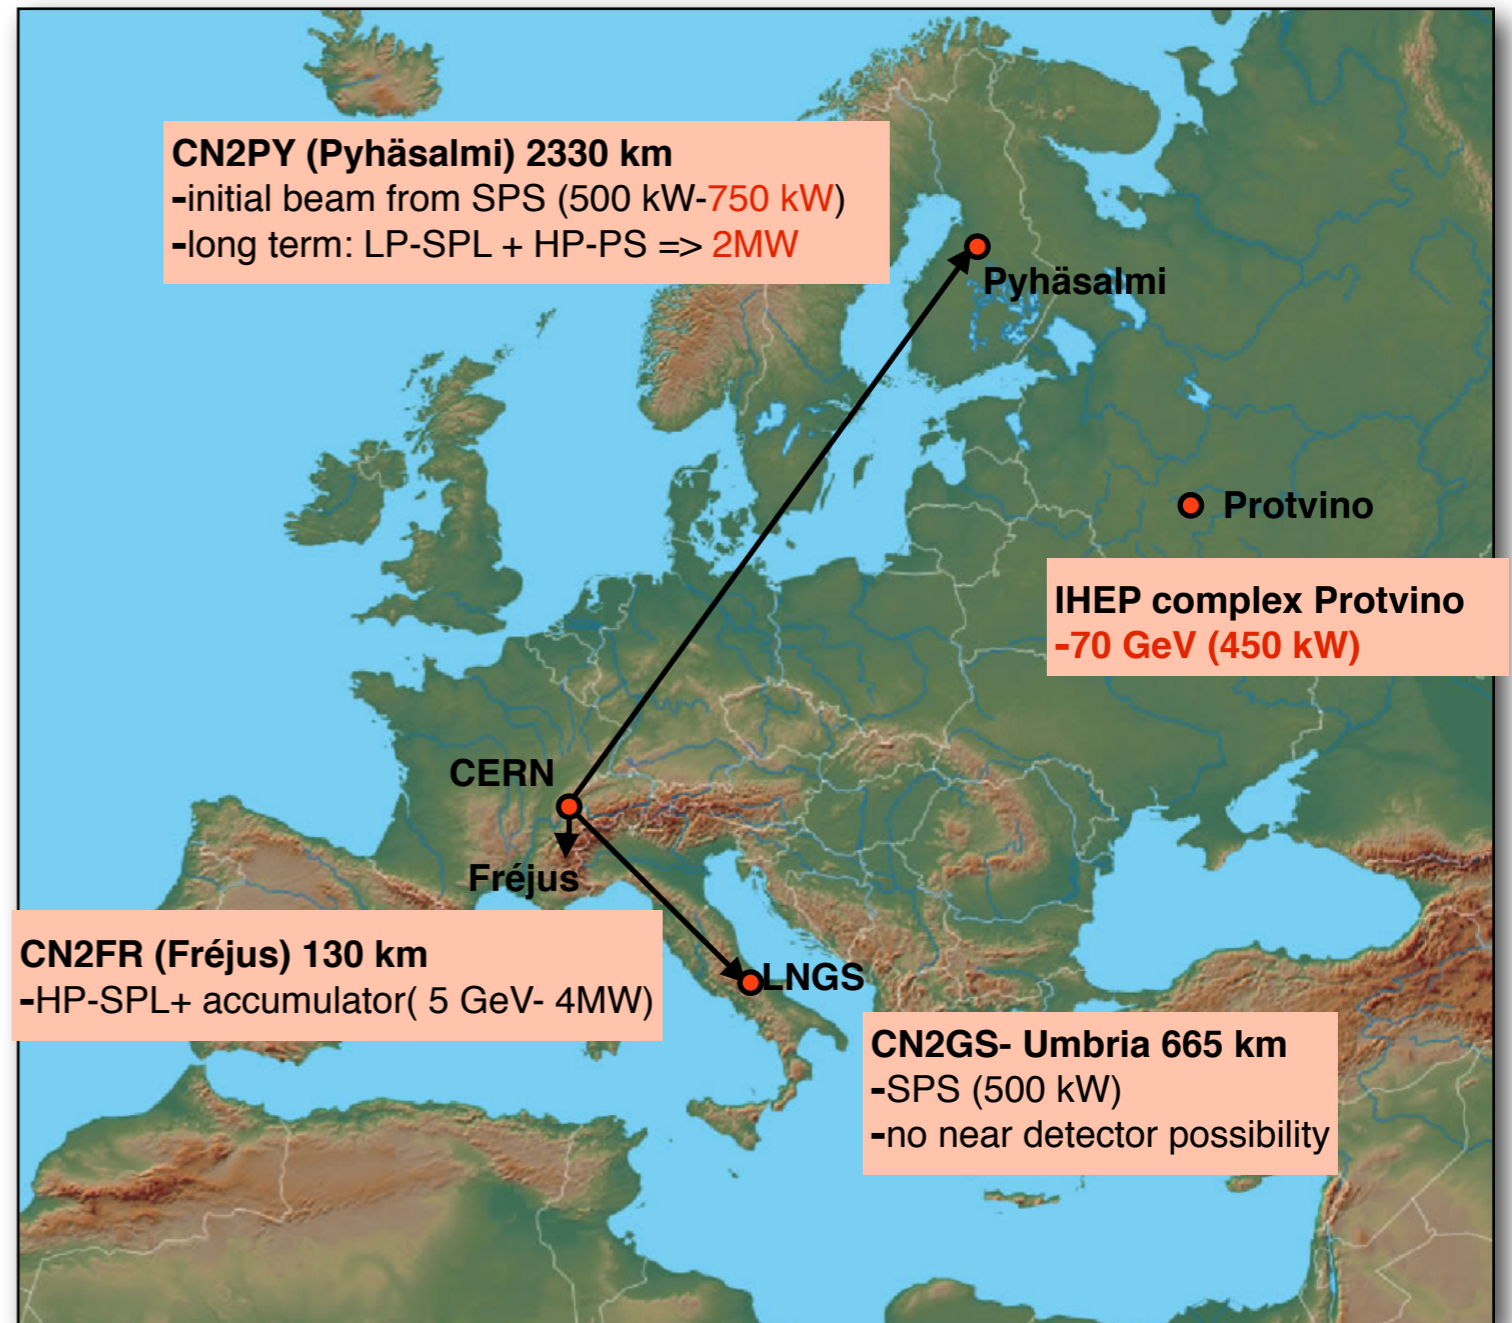 CN2PY (Pyhäsalmi) 2330 km
-initial beam from SPS (500 kW-750 kW)
-long term: LP-SPL + HP-PS => 2MW
Pyhäsalmi
Protvino
IHEP complex Protvino
-70 GeV (450 kW)
CERN
Fréjus
CN2FR (Fréjus) 130 km
-HP-SPL+ accumulator( 5 GeV- 4MW)
LNGS
CN2GS- Umbria 665 km
-SPS (500 kW)
-no near detector possibility